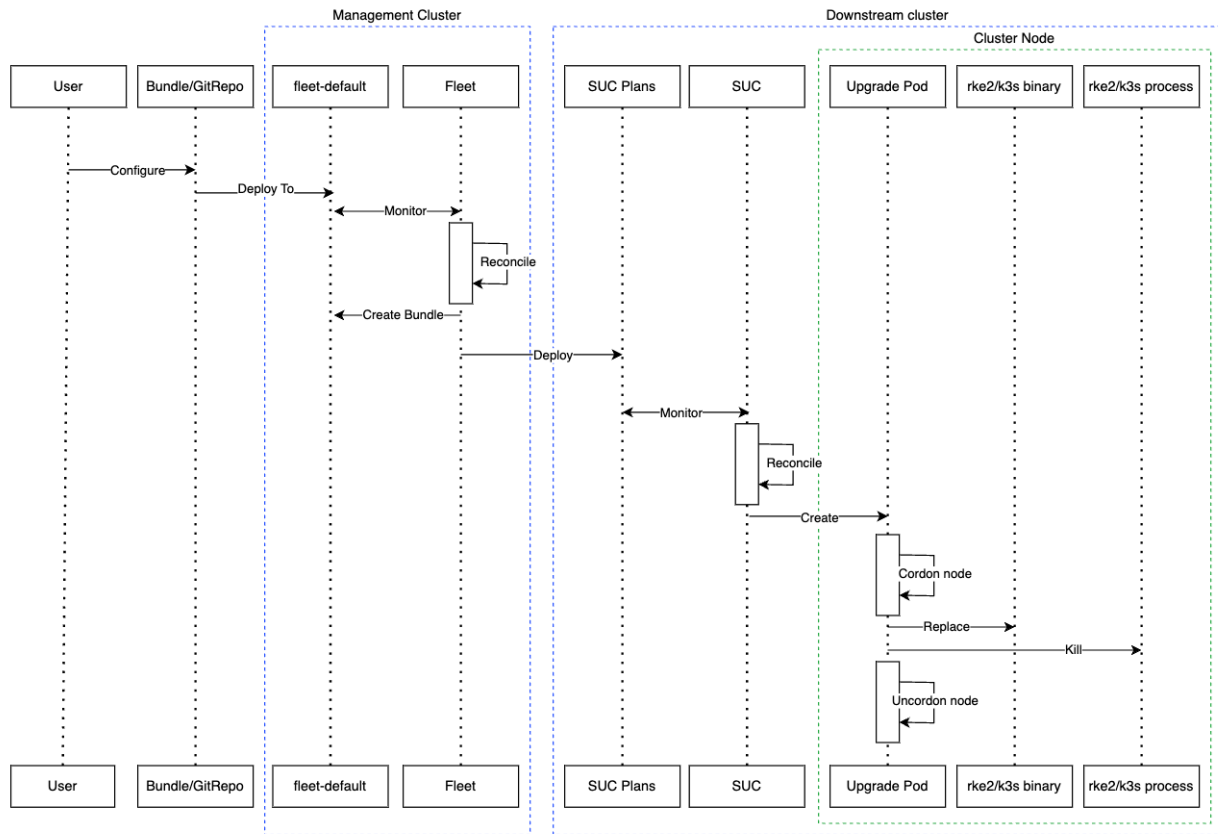 Management Cluster
Downstream cluster
Cluster Node
User
Bundle/GitRepo
fleet-default
Fleet
SUC Plans
SUC
Upgrade Pod
rke2/k3s binary
rke2/k3s process
Configure
Deploy To
Monitor
Reconcile
Create Bundle
Deploy
Monitor
Reconcile
Create
Cordon node
Replace
Kill
Uncordon node
User
Bundle/GitRepo
fleet-default
Fleet
SUC Plans
SUC
Upgrade Pod
rke2/k3s binary
rke2/k3s process